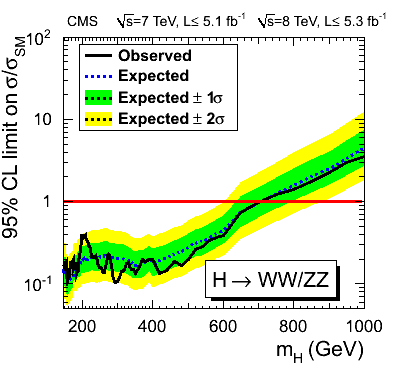 CMS √s=7 TeV, L≤ 5.1 fb⁻¹ √s=8 TeV, L≤ 5.3 fb⁻¹
95% CL limit on σ/σSM
10²
10
1
10⁻¹
Observed
Expected
Expected ± 1σ
Expected ± 2σ
H → WW/ZZ
200 400 600 800 1000
mH (GeV)